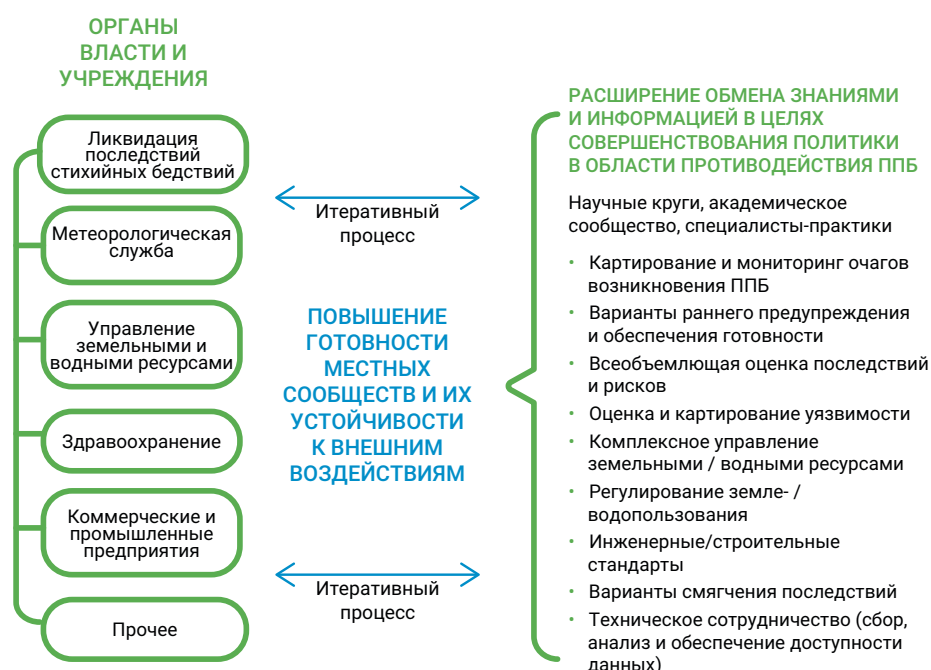 ОРГАНЫ
ВЛАСТИ И
УЧРЕЖДЕНИЯ
Ликвидация
последствий
стихийных бедствий
Метеорологическая
служба
Управление
земельными и
водными ресурсами
Здравоохранение
Коммерческие и
промышленные
предприятия
Прочее
Итеративный
процесс
ПОВЫШЕНИЕ
ГОТОВНОСТИ
МЕСТНЫХ
СООБЩЕСТВ И ИХ
УСТОЙЧИВОСТИ
К ВНЕШНИМ
ВОЗДЕЙСТВИЯМ
Итеративный
процесс
РАСШИРЕНИЕ ОБМЕНА ЗНАНИЯМИ
И ИНФОРМАЦИЕЙ В ЦЕЛЯХ
СОВЕРШЕНСТВОВАНИЯ ПОЛИТИКИ
В ОБЛАСТИ ПРОТИВОДЕЙСТВИЯ ППБ
Научные круги, академическое
сообщество, специалисты-практики
• Картирование и мониторинг очагов
возникновения ППБ
• Варианты раннего предупреждения
и обеспечения готовности
• Всеобъемлющая оценка последствий
и рисков
• Оценка и картирование уязвимости
• Комплексное управление
земельными / водными ресурсами
• Регулирование земле- /
водопользования
• Инженерные/строительные
стандарты
• Варианты смягчения последствий
• Техническое сотрудничество (сбор,
анализ и обеспечение доступности
данных)